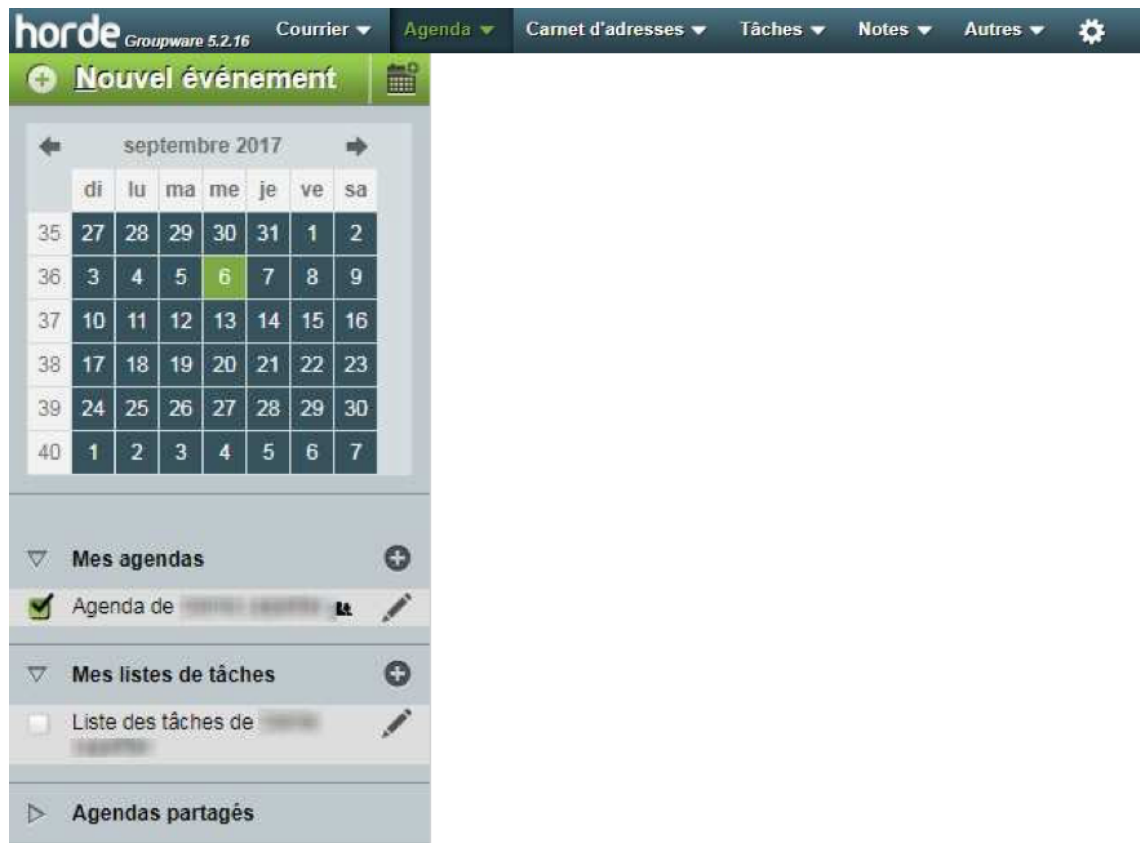 horde Groupware 5.2.16 Courrier Agenda Carnet d'adresses Tâches Notes Autres
Nouvel événement
septembre 2017
di lu ma me je ve sa
35 27 28 29 30 31 1 2
36 3 4 5 6 7 8 9
37 10 11 12 13 14 15 16
38 17 18 19 20 21 22 23
39 24 25 26 27 28 29 30
40 1 2 3 4 5 6 7
Mes agendas
Agenda de
Mes listes de tâches
Liste des tâches de
Agendas partagés